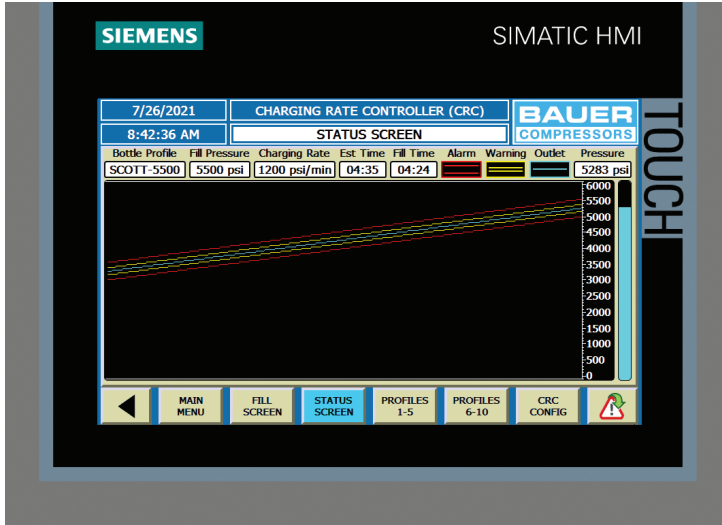 SIEMENS
SIMATIC HMI
TOUCH
7/26/2021
CHARGING RATE CONTROLLER (CRC)
BAUER
COMPRESSORS
8:42:36 AM
STATUS SCREEN
Bottle Profile Fill Pressure Charging Rate Est Time Fill Time Alarm Warning Outlet Pressure
SCOTT-5500 5500 psi 1200 psi/min 04:35 04:24 5283 psi
6000
5500
5000
4500
4000
3500
3000
2500
2000
1500
1000
500
0
MAIN
MENU
FILL
SCREEN
STATUS
SCREEN
PROFILES
1-5
PROFILES
6-10
CRC
CONFIG